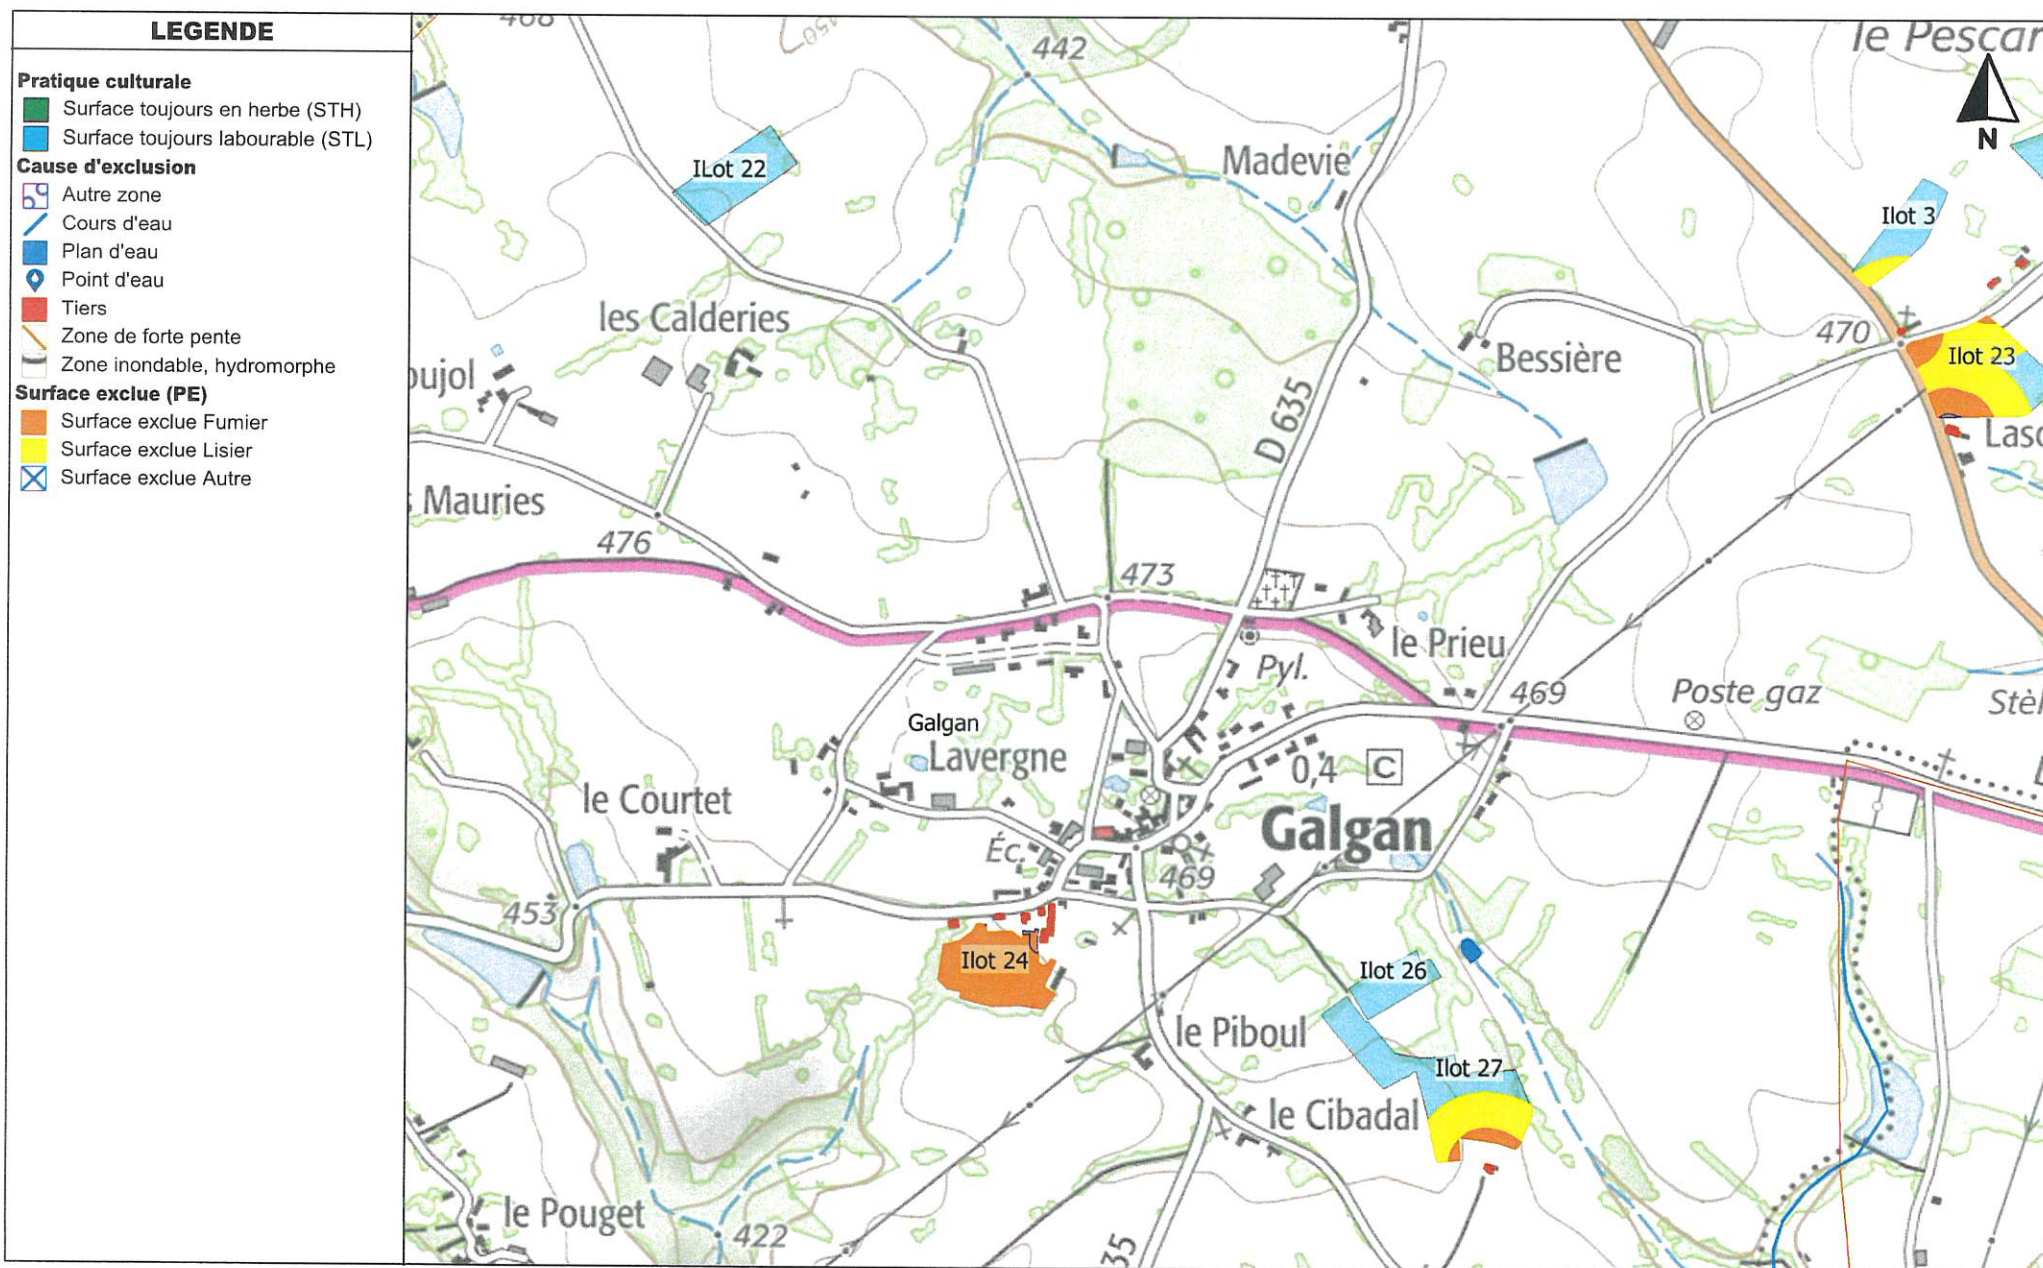 LEGENDE
Pratique culturale
Surface toujours en herbe (STH)
Surface toujours labourable (STL)
Cause d'exclusion
Autre zone
Cours d'eau
Plan d'eau
Point d'eau
Tiers
Zone de forte pente
Zone inondable, hydromorphe
Surface exclue (PE)
Surface exclue Fumier
Surface exclue Lisier
Surface exclue Autre
442
le Pescar
N
ILot 22
Madevie
Ilot 3
les Calderies
470
Ilot 23
Bessière
oujol
D 635
Lasc
Mauries
476
473
le Prieu
Pyl.
469
Poste gaz
Stèl
Galgan
Lavergne
0,4
C
le Courtet
Galgan
Éc.
469
453
Ilot 24
Ilot 26
le Piboul
Ilot 27
le Cibadal
le Pouget
422
35